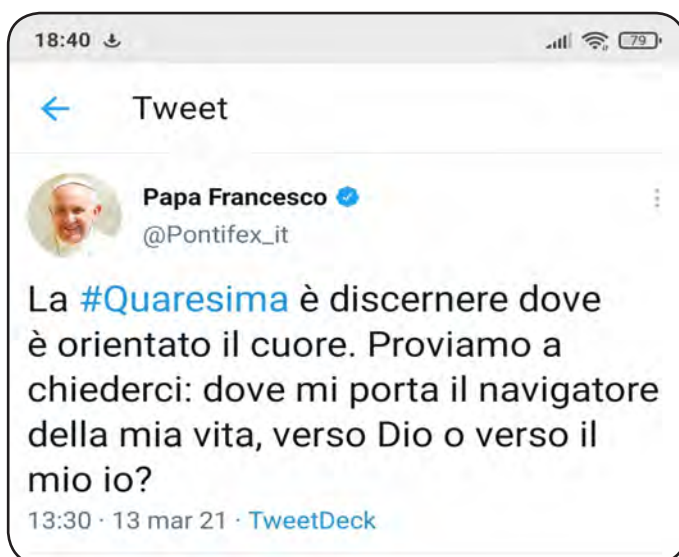 18:40
79
Tweet
Papa Francesco
@Pontifex_it
La #Quaresima è discernere dove
è orientato il cuore. Proviamo a
chiederci: dove mi porta il navigatore
della mia vita, verso Dio o verso il
mio io?
13:30 · 13 mar 21 · TweetDeck